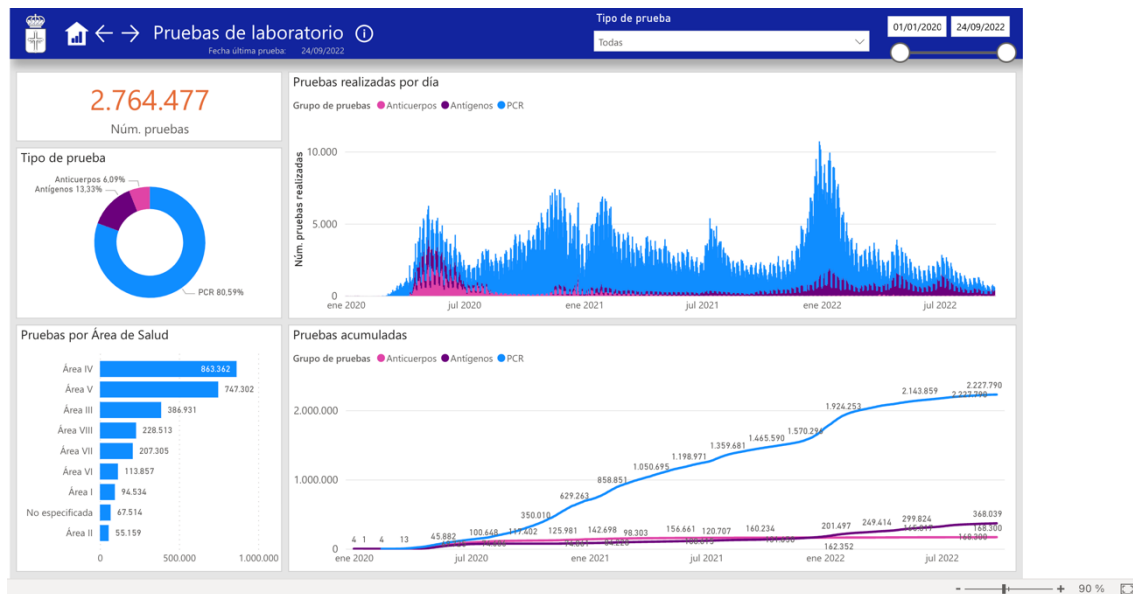 Pruebas de laboratorio
Fecha última prueba: 24/09/2022
Tipo de prueba
Todas
01/01/2020 24/09/2022
2.764.477
Núm. pruebas
Tipo de prueba
Anticuerpos 6,09%
Antígenos 13,33%
PCR 80,59%
Pruebas realizadas por día
Grupo de pruebas Anticuerpos Antígenos PCR
Núm. pruebas realizadas
10.000
5.000
0
ene 2020 jul 2020 ene 2021 jul 2021 ene 2022 jul 2022
Pruebas por Área de Salud
Área IV 863.362
Área V 747.302
Área III 386.931
Área VIII 228.513
Área VII 207.305
Área VI 113.857
Área I 94.534
No especificada 67.514
Área II 55.159
0 500.000 1.000.000
Pruebas acumuladas
Grupo de pruebas Anticuerpos Antígenos PCR
2.000.000
1.000.000
0
2.227.790
2.143.859
1.924.253
1.570.296
1.465.590
1.359.681
1.198.971
1.050.695
858.851
629.263
350.010
4 1 4 13 45.882 100.648 125.981 142.698 98.303 156.661 120.707 160.234 201.497 249.414 299.824 368.039
162.352 168.300
ene 2020 jul 2020 ene 2021 jul 2021 ene 2022 jul 2022
- + 90 %